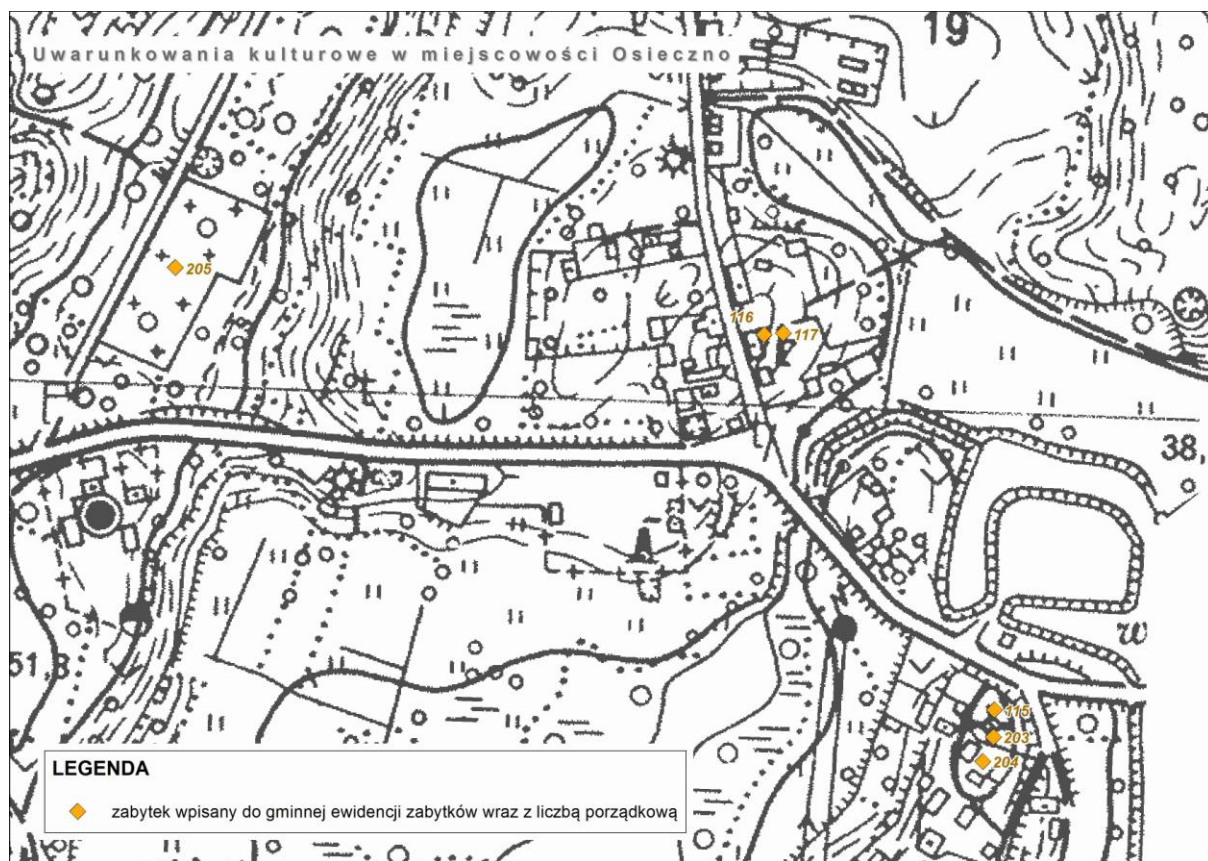 Uwarunkowania kulturowe w miejscowości Osieczno
19
205
116
117
38,
51,8
w
115
203
204
LEGENDA
zabytek wpisany do gminnej ewidencji zabytków wraz z liczbą porządkową